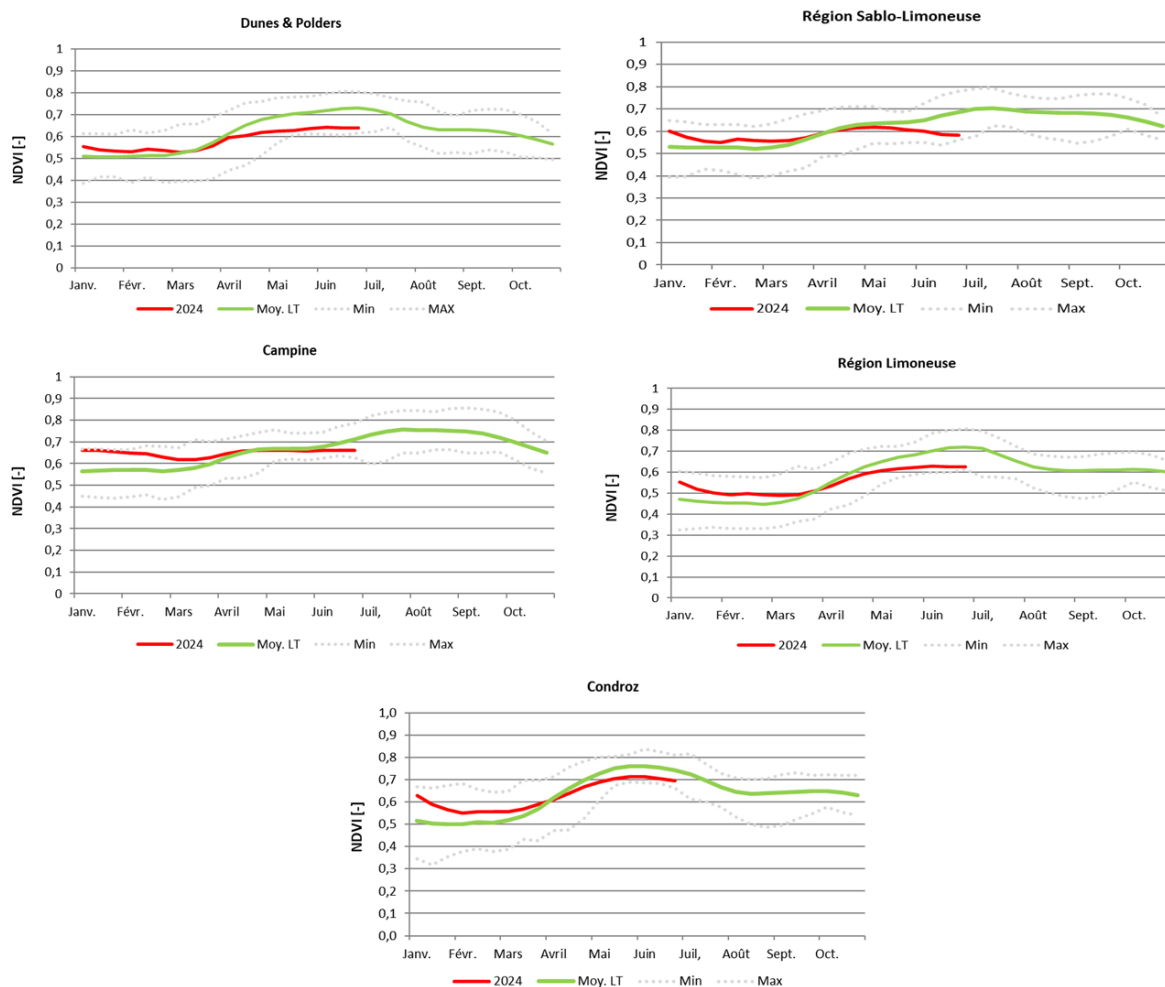 Dunes & Polders
1
0,9
0,8
0,7
0,6
0,5
0,4
0,3
0,2
0,1
0
NDVI [-]
Janv. Févr. Mars Avril Mai Juin Juil, Août Sept. Oct.
2024 Moy. LT Min MAX
Région Sablo-Limoneuse
1
0,9
0,8
0,7
0,6
0,5
0,4
0,3
0,2
0,1
0
NDVI [-]
Janv. Févr. Mars Avril Mai Juin Juil, Août Sept. Oct.
2024 Moy. LT Min Max
Campine
1
0,9
0,8
0,7
0,6
0,5
0,4
0,3
0,2
0,1
0
NDVI [-]
Janv. Févr. Mars Avril Mai Juin Juil, Août Sept. Oct.
2024 Moy. LT Min Max
Région Limoneuse
1
0,9
0,8
0,7
0,6
0,5
0,4
0,3
0,2
0,1
0
NDVI [-]
Janv. Févr. Mars Avril Mai Juin Juil, Août Sept. Oct.
2024 Moy. LT Min Max
Condroz
1,0
0,9
0,8
0,7
0,6
0,5
0,4
0,3
0,2
0,1
0,0
NDVI [-]
Janv. Févr. Mars Avril Mai Juin Juil, Août Sept. Oct.
2024 Moy. LT Min Max